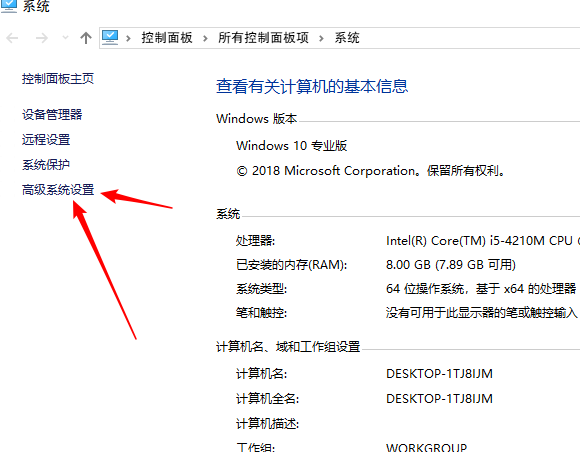 系统
控制面板 › 所有控制面板项 › 系统
控制面板主页
设备管理器
远程设置
系统保护
高级系统设置
查看有关计算机的基本信息
Windows 版本
Windows 10 专业版
© 2018 Microsoft Corporation。保留所有权利。
系统
处理器: Intel(R) Core(TM) i5-4210M CPU
已安装的内存(RAM): 8.00 GB (7.89 GB 可用)
系统类型: 64 位操作系统，基于 x64 的处理器
笔和触控: 没有可用于此显示器的笔或触控输入
计算机名、域和工作组设置
计算机名: DESKTOP-1TJ8IJM
计算机全名: DESKTOP-1TJ8IJM
计算机描述:
工作组: WORKGROUP